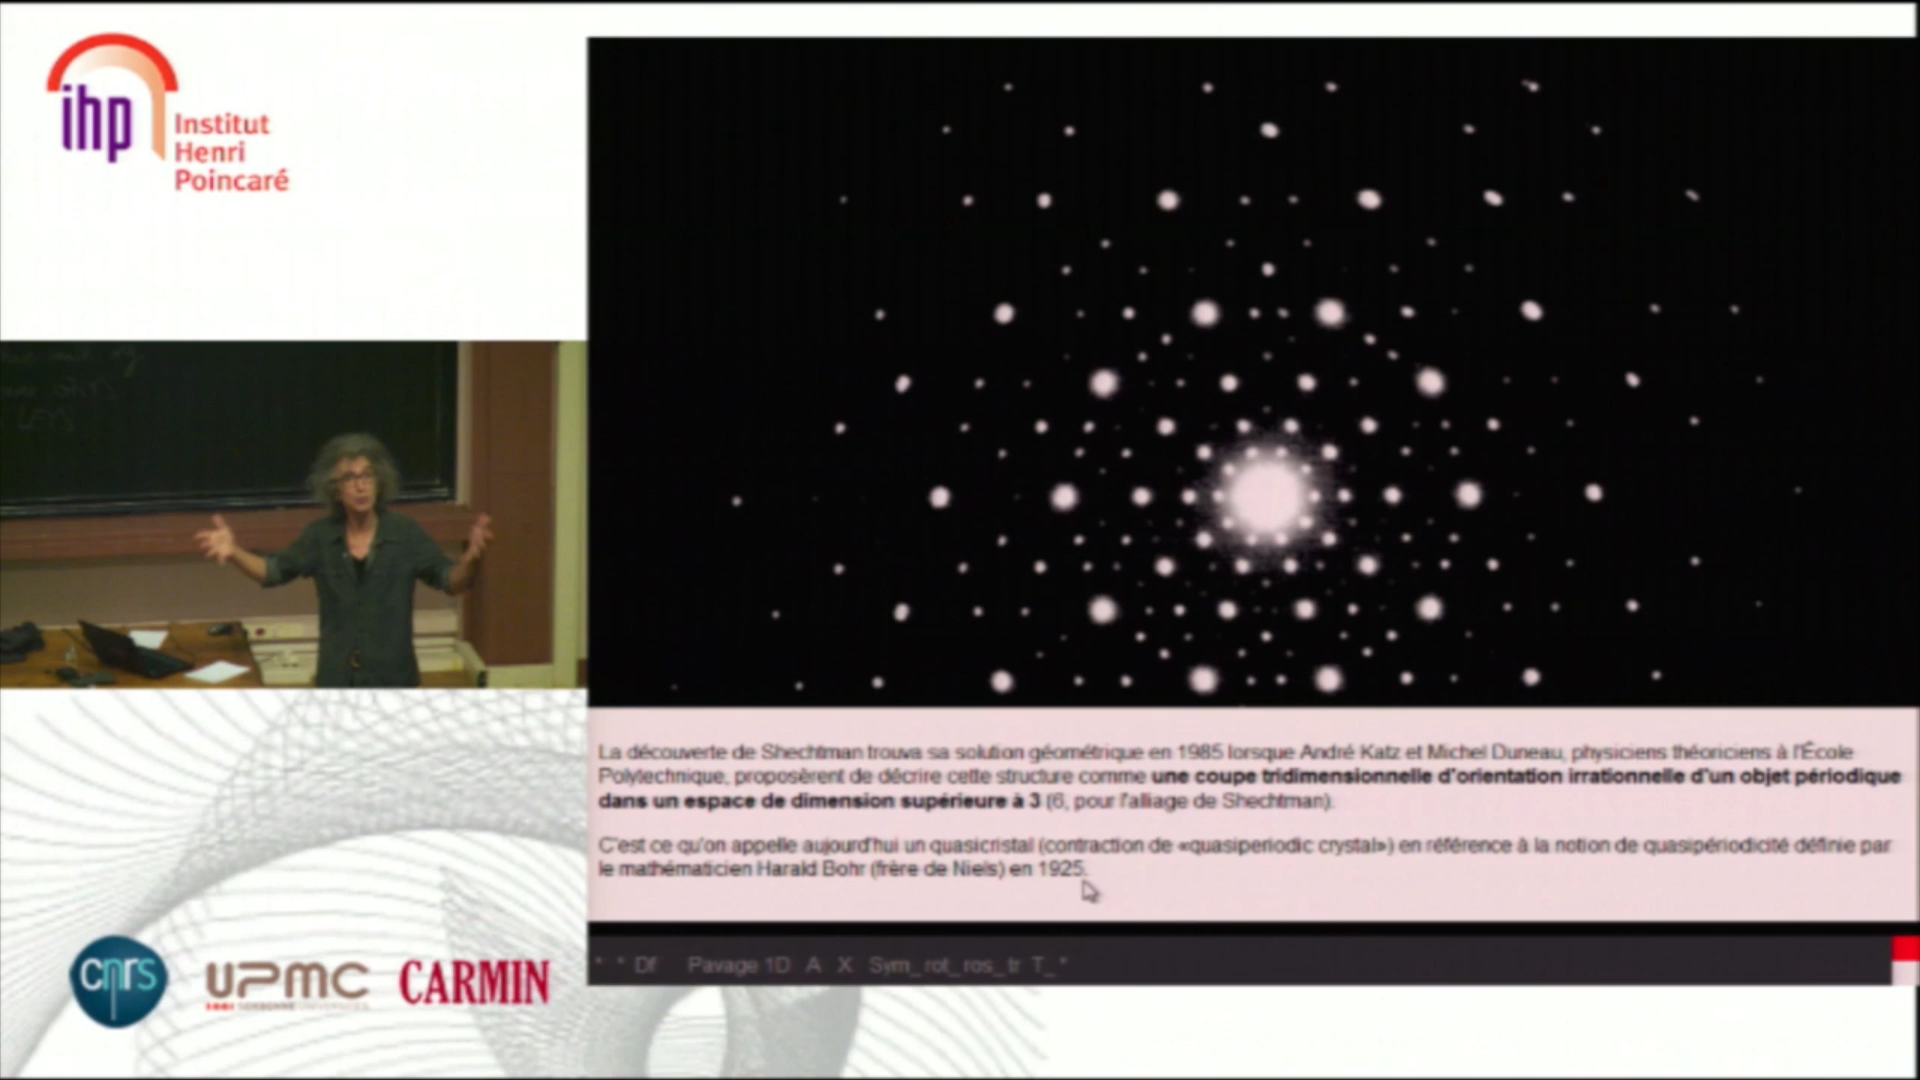 ihp
Institut
Henri
Poincaré
La découverte de Shechtman trouva sa solution géométrique en 1985 lorsque André Katz et Michel Duneau, physiciens théoriciens à l'École
Polytechnique, proposèrent de décrire cette structure comme une coupe tridimensionnelle d'orientation irrationnelle d'un objet périodique
dans un espace de dimension supérieure à 3 (6, pour l'alliage de Shechtman).
C'est ce qu'on appelle aujourd'hui un quasicristal (contraction de «quasiperiodic crystal») en référence à la notion de quasipériodicité définie par
le mathématicien Harald Bohr (frère de Niels) en 1925.
* * Df Pavage 1D A X Sym_rot_ros_tr T_*
cnrs
UPMC
SORBONNE UNIVERSITÉS
CARMIN